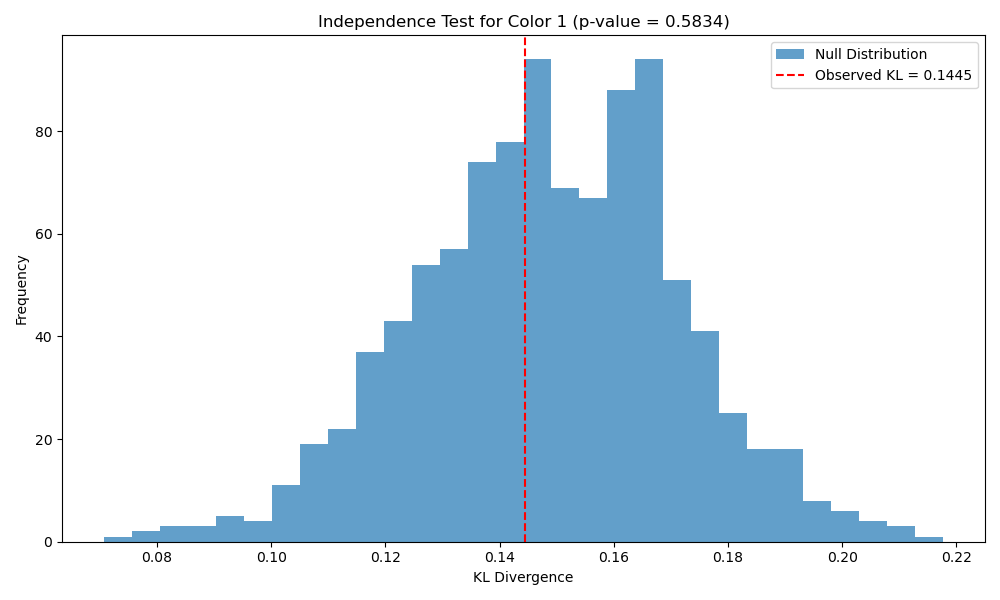 Independence Test for Color 1 (p-value = 0.5834)
Null Distribution
Observed KL = 0.1445
Frequency
80
60
40
20
0
0.08 0.10 0.12 0.14 0.16 0.18 0.20 0.22
KL Divergence